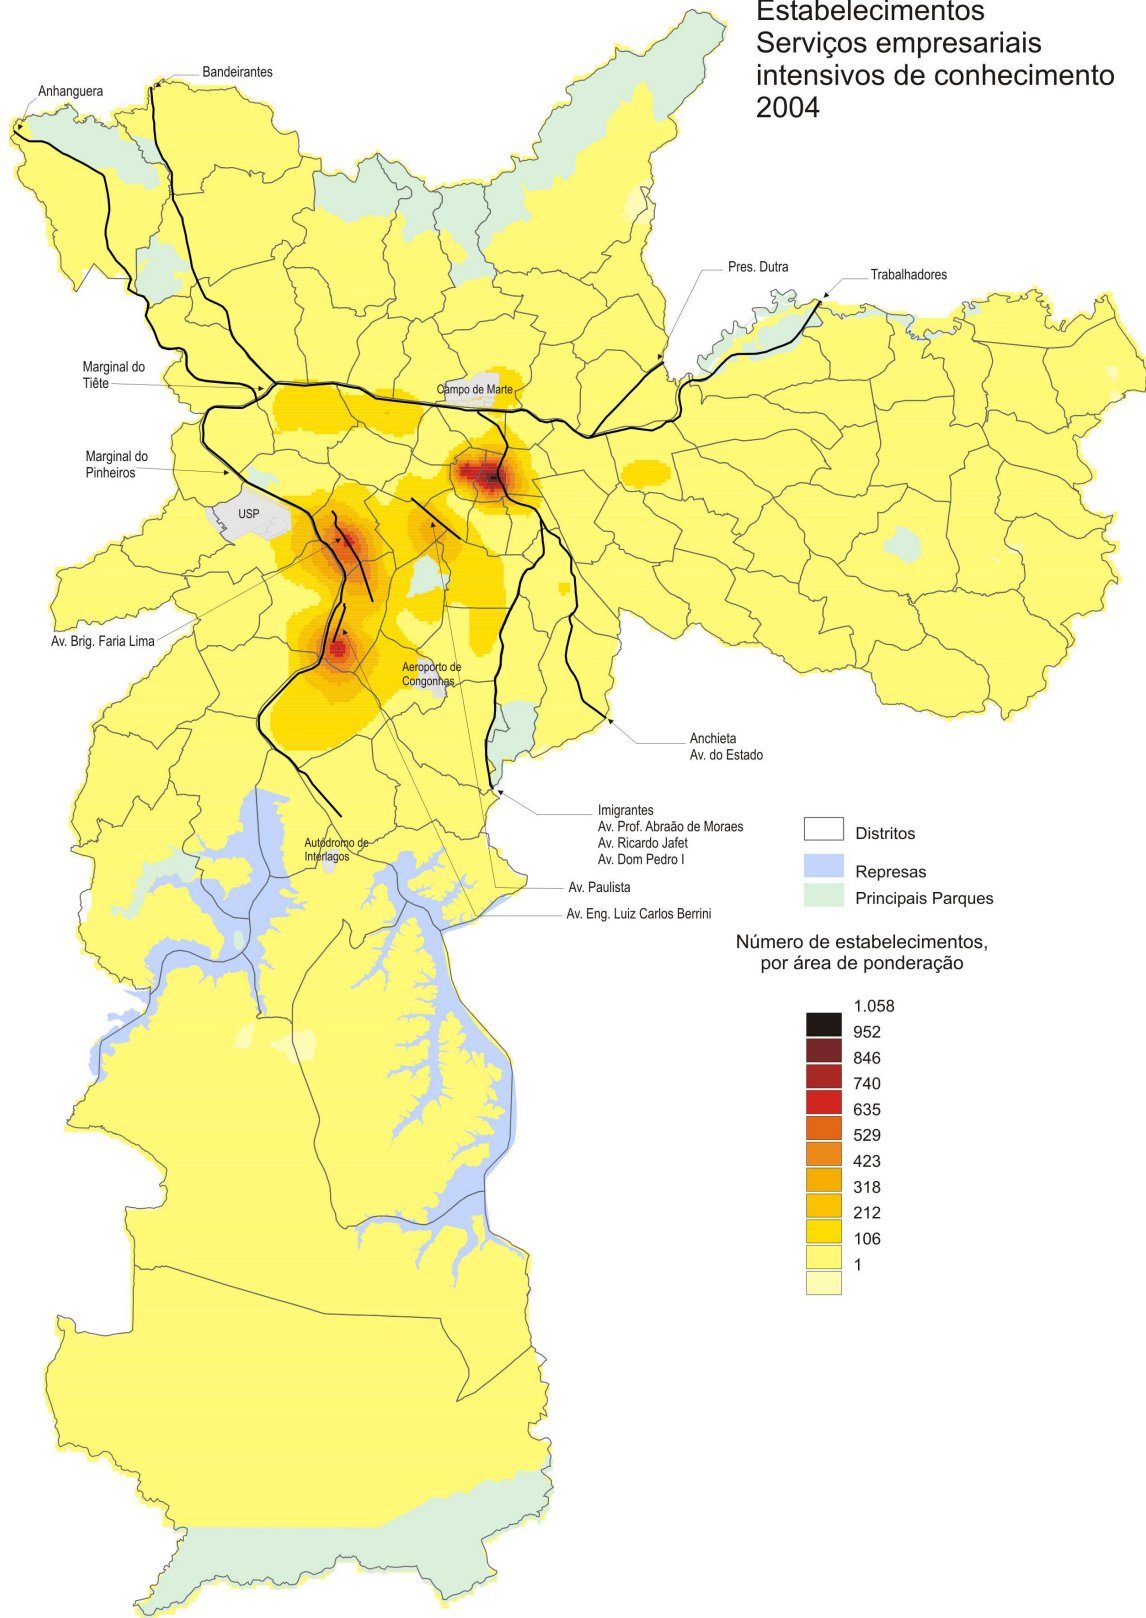 Estabelecimentos
Serviços empresariais
intensivos de conhecimento
2004
Bandeirantes
Anhanguera
Pres. Dutra
Trabalhadores
Marginal do
Tiête
Campo de Marte
Marginal do
Pinheiros
USP
Av. Brig. Faria Lima
Aeroporto de
Congonhas
Anchieta
Av. do Estado
Imigrantes
Av. Prof. Abraão de Moraes
Av. Ricardo Jafet
Av. Dom Pedro I
Autódromo de
Interlagos
Av. Paulista
Av. Eng. Luiz Carlos Berrini
Distritos
Represas
Principais Parques
Número de estabelecimentos,
por área de ponderação
1.058
952
846
740
635
529
423
318
212
106
1